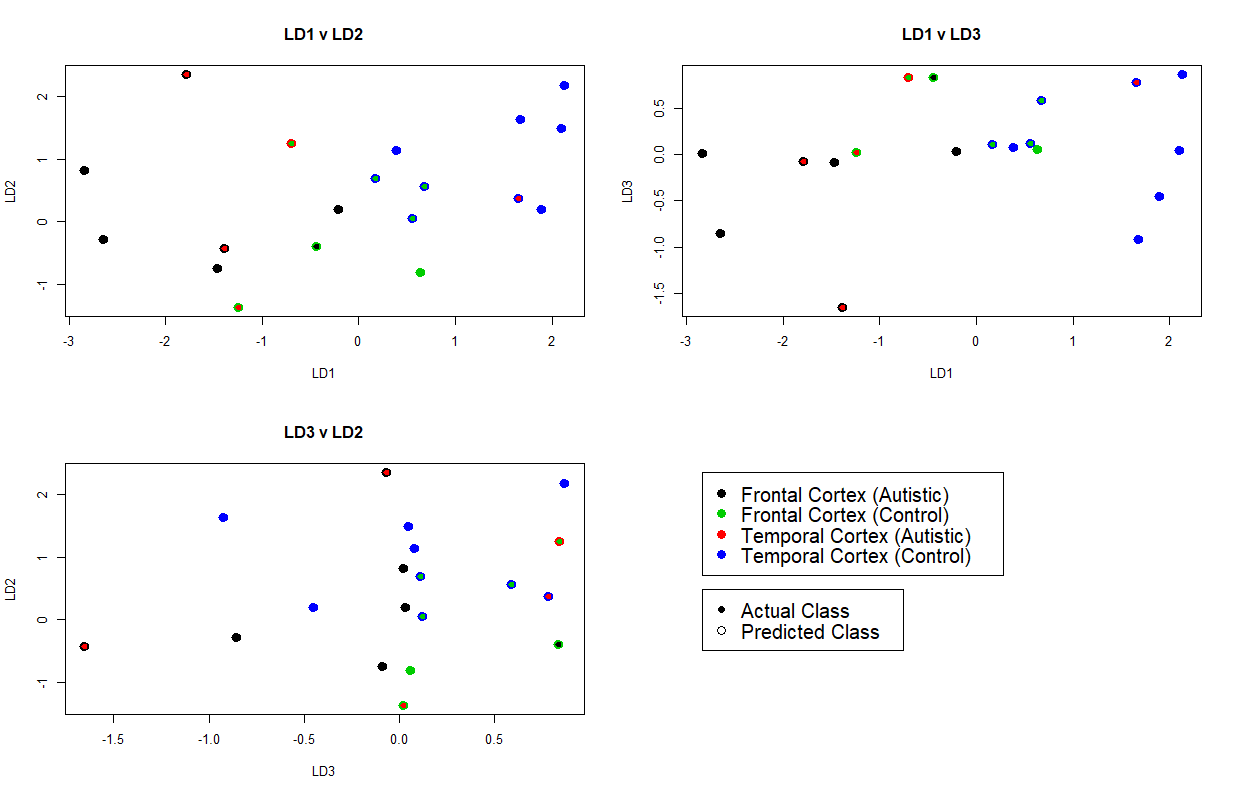 LD1 v LD2
LD2
2
1
0
-1
-3
-2
-1
0
1
2
LD1
LD1 v LD3
LD3
0.5
0.0
-0.5
-1.0
-1.5
-3
-2
-1
0
1
2
LD1
LD3 v LD2
LD2
2
1
0
-1
-1.5
-1.0
-0.5
0.0
0.5
LD3
Frontal Cortex (Autistic)
Frontal Cortex (Control)
Temporal Cortex (Autistic)
Temporal Cortex (Control)
Actual Class
Predicted Class